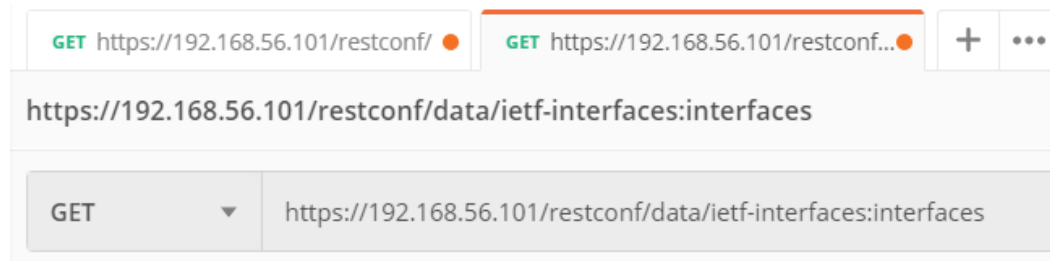 GET https://192.168.56.101/restconf/ GET https://192.168.56.101/restconf... + •••
https://192.168.56.101/restconf/data/ietf-interfaces:interfaces
GET https://192.168.56.101/restconf/data/ietf-interfaces:interfaces